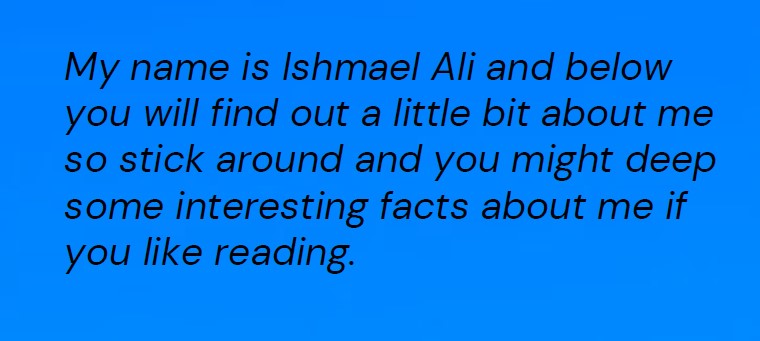 My name is Ishmael Ali and below
you will find out a little bit about me
so stick around and you might deep
some interesting facts about me if
you like reading.